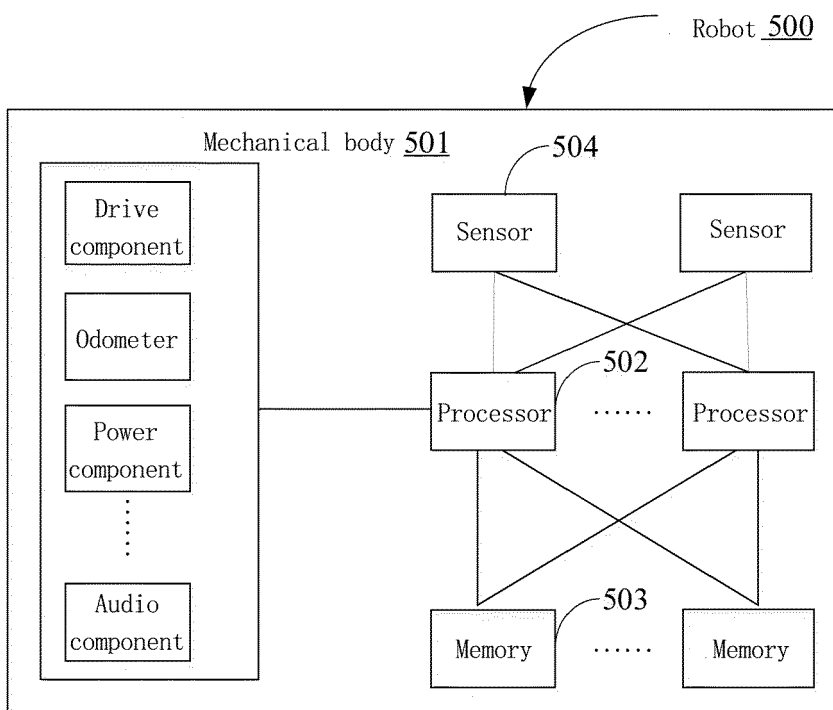 Robot 500
Mechanical body 501
504
Drive
component
Sensor
Sensor
Odometer
502
Power
component
Processor
......
Processor
......
Audio
component
503
Memory
......
Memory